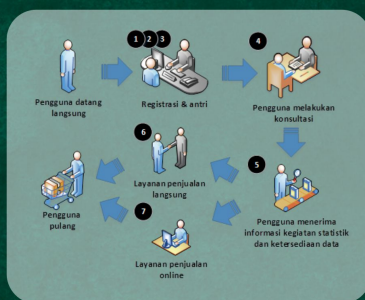 1 2 3
4
Pengguna datang
langsung
Registrasi & antri
Pengguna melakukan
konsultasi
6
5
Layanan penjualan
langsung
Pengguna
pulang
7
Pengguna menerima
informasi kegiatan statistik
dan ketersediaan data
Layanan penjualan
online